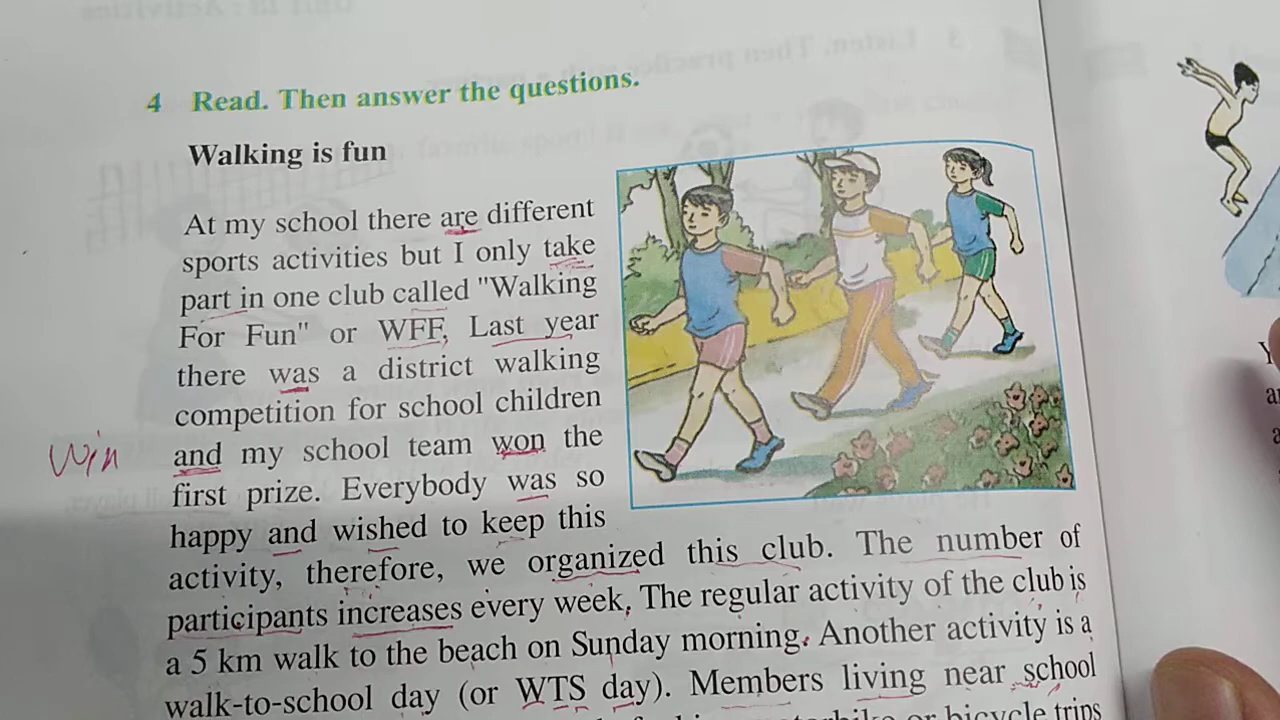 4 Read. Then answer the questions.
Walking is fun
At my school there are different
sports activities but I only take
part in one club called "Walking
For Fun" or WFF, Last year
there was a district walking
competition for school children
Win and my school team won the
first prize. Everybody was so
happy and wished to keep this
activity, therefore, we organized this club. The number of
participants increases every week, The regular activity of the club is
a 5 km walk to the beach on Sunday morning. Another activity is a
walk-to-school day (or WTS day). Members living near school
or bicycle trips